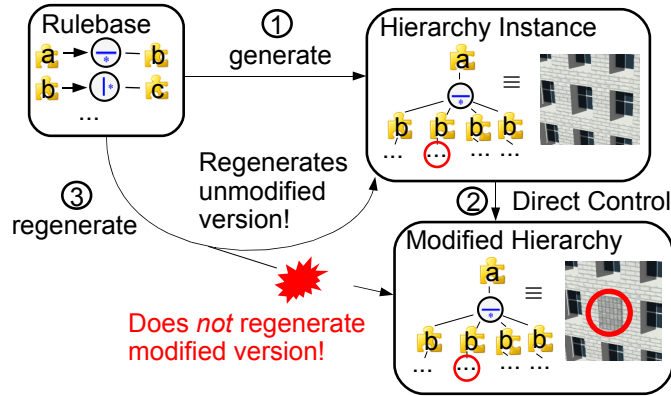 Rulebase
a * b
b * c
...
①
generate
Hierarchy Instance
a
≡
*
b b b b
... ... ... ...
③
regenerate
Regenerates
unmodified
version!
②
Direct Control
Modified Hierarchy
a
≡
*
b b b b
... ... ... ...
Does not regenerate
modified version!